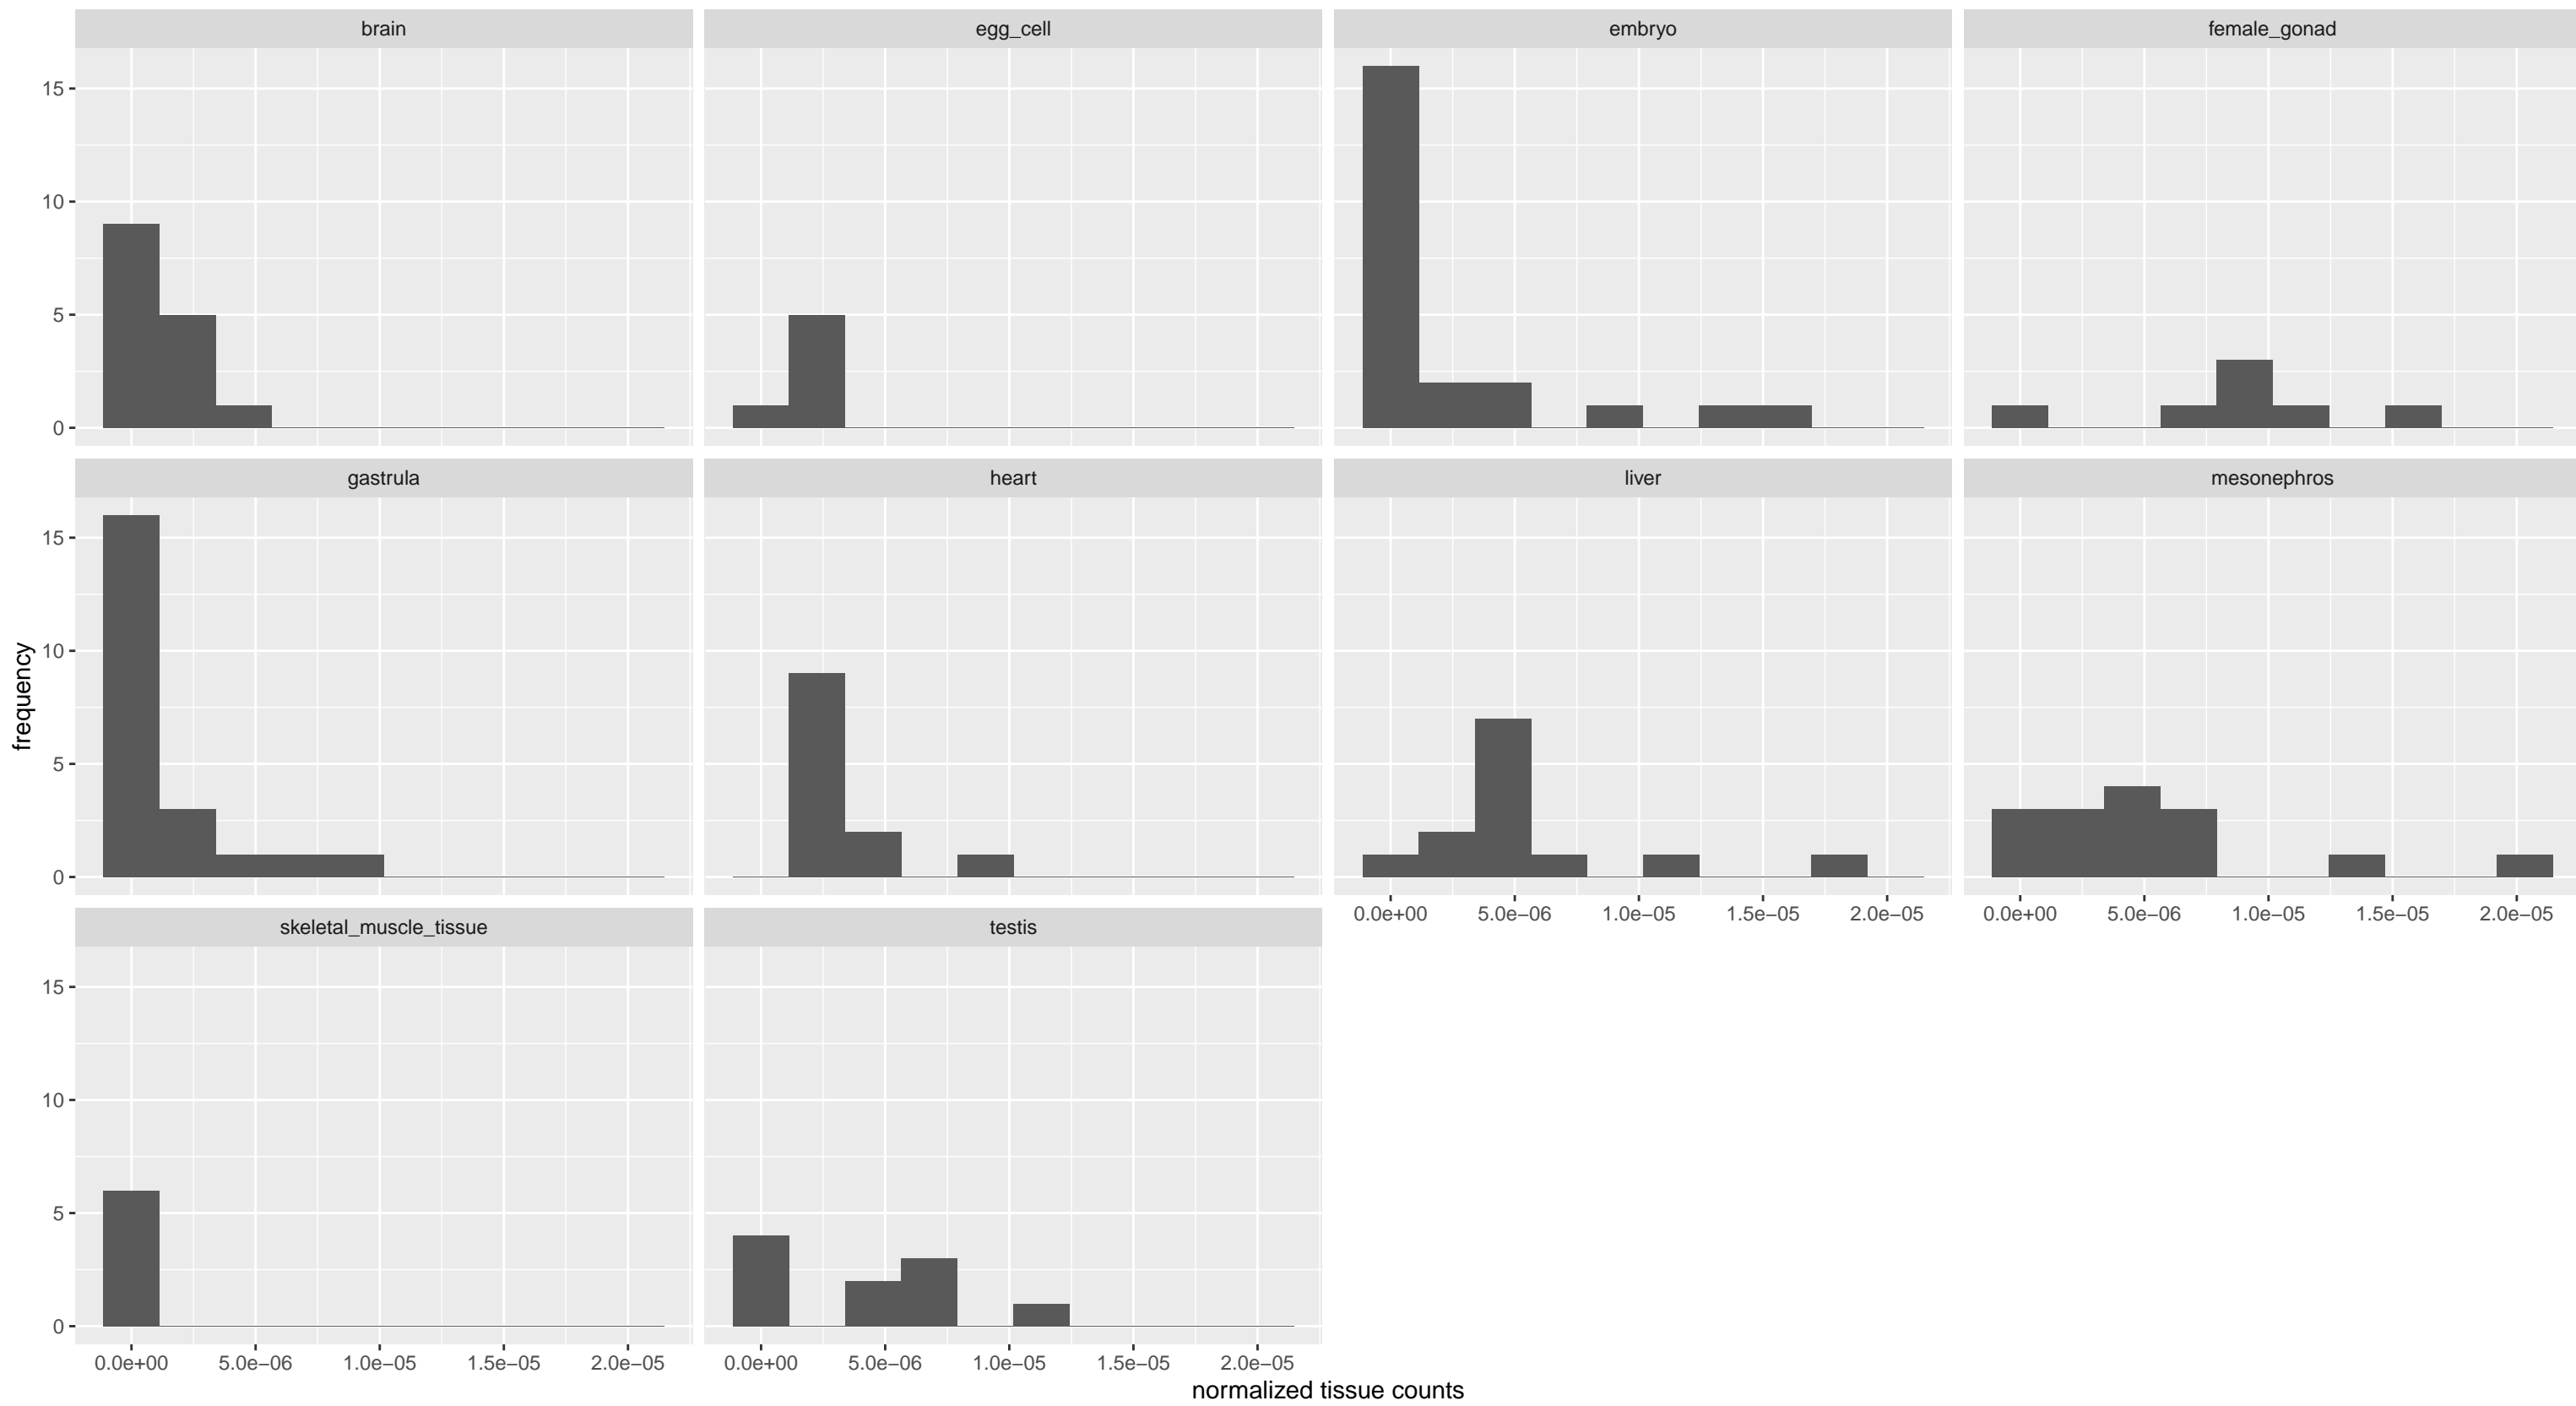 brain
egg_cell
embryo
female_gonad
15
10
5
0
gastrula
heart
liver
mesonephros
frequency
15
10
5
0
0.0e+00 5.0e−06 1.0e−05 1.5e−05 2.0e−05
0.0e+00 5.0e−06 1.0e−05 1.5e−05 2.0e−05
skeletal_muscle_tissue
testis
15
10
5
0
0.0e+00 5.0e−06 1.0e−05 1.5e−05 2.0e−05
0.0e+00 5.0e−06 1.0e−05 1.5e−05 2.0e−05
normalized tissue counts